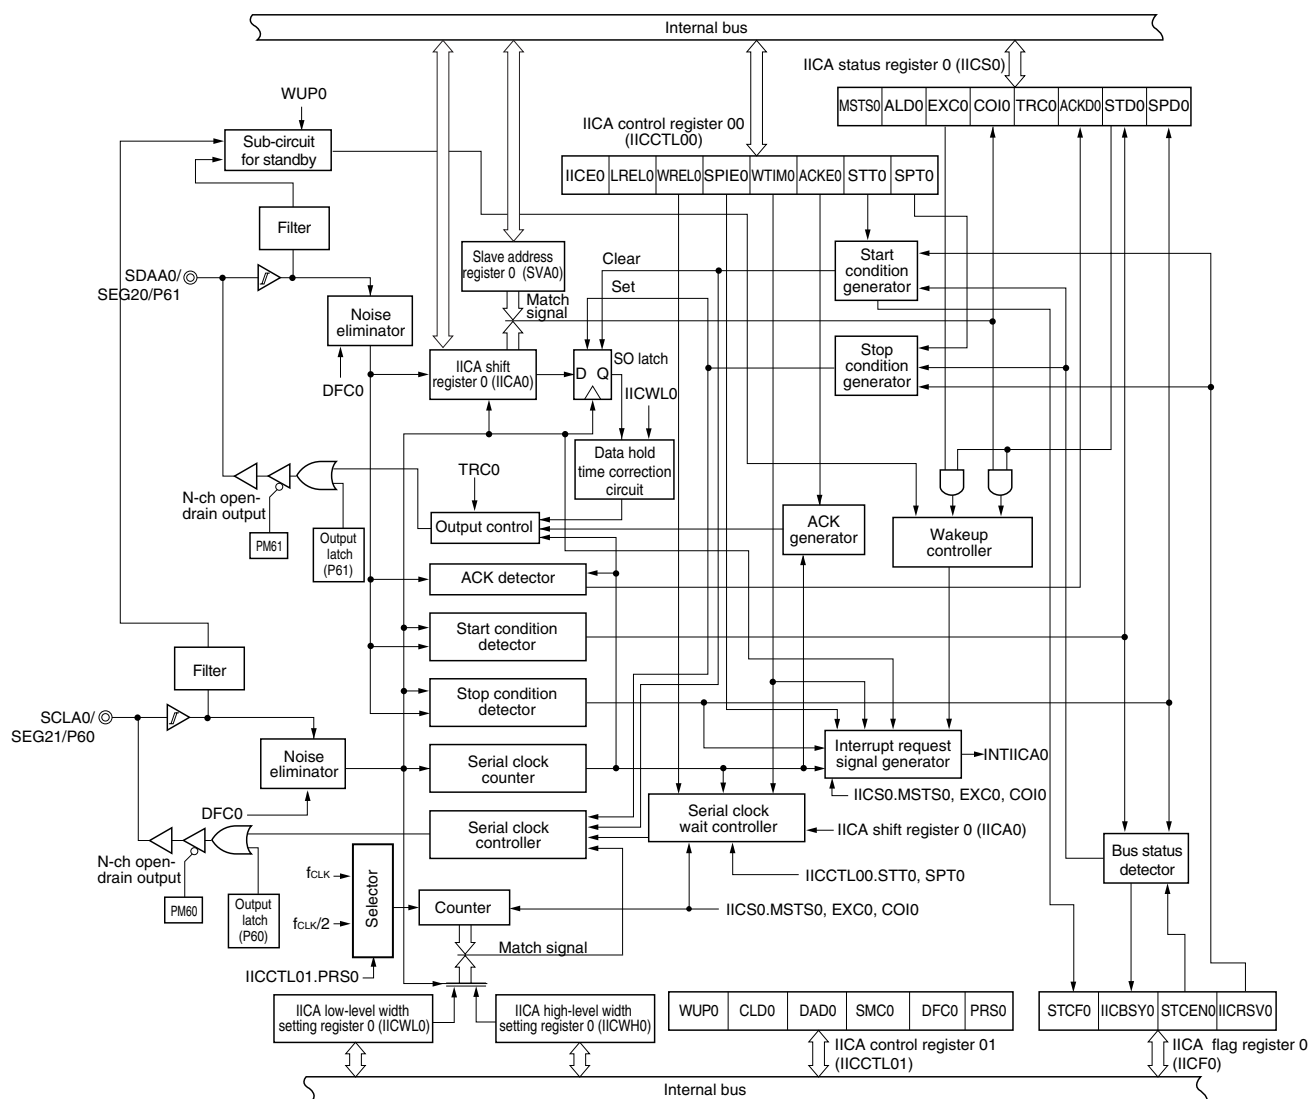 Internal bus
IICA status register 0 (IICS0)
MSTS0 ALD0 EXC0 COI0 TRC0 ACKD0 STD0 SPD0
WUP0
Sub-circuit
for standby
IICA control register 00
(IICCTL00)
IICE0 LREL0 WREL0 SPIE0 WTIM0 ACKE0 STT0 SPT0
Filter
SDAA0/
SEG20/P61
Slave address
register 0 (SVA0)
Clear
Set
Match
signal
Start
condition
generator
Noise
eliminator
DFC0
IICA shift
register 0 (IICA0)
D Q
SO latch
IICWL0
Stop
condition
generator
Data hold
time correction
circuit
TRC0
N-ch open-
drain output
PM61
Output
latch
(P61)
Output control
ACK
generator
Wakeup
controller
ACK detector
Start condition
detector
Filter
Stop condition
detector
SCLA0/
SEG21/P60
Noise
eliminator
DFC0
Serial clock
counter
Interrupt request
signal generator
INTIICA0
IICS0.MSTS0, EXC0, COI0
Serial clock
wait controller
IICA shift register 0 (IICA0)
Serial clock
controller
Bus status
detector
N-ch open-
drain output
PM60
Output
latch
(P60)
fCLK
fCLK/2
Selector
IICCTL01.PRS0
Counter
IICCTL00.STT0, SPT0
IICS0.MSTS0, EXC0, COI0
Match signal
IICA low-level width
setting register 0 (IICWL0)
IICA high-level width
setting register 0 (IICWH0)
WUP0 CLD0 DAD0 SMC0 DFC0 PRS0
IICA control register 01
(IICCTL01)
STCF0 IICBSY0 STCEN0 IICRSV0
IICA flag register 0
(IICF0)
Internal bus